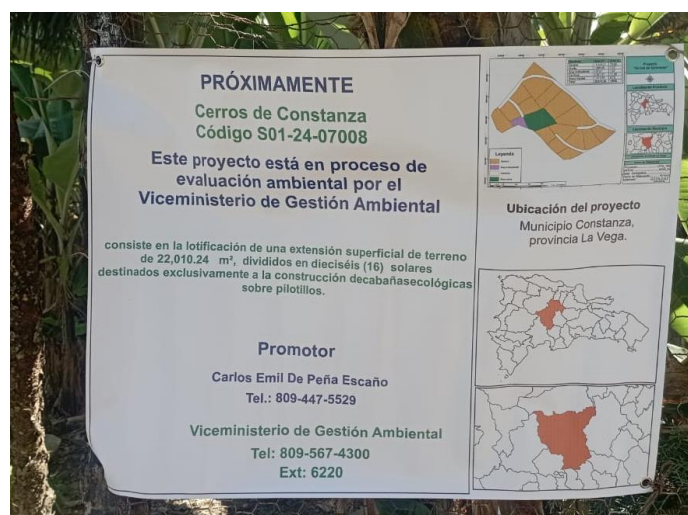 PRÓXIMAMENTE
Cerros de Constanza
Código S01-24-07008
Este proyecto está en proceso de
evaluación ambiental por el
Viceministerio de Gestión Ambiental
consiste en la lotificación de una extensión superficial de terreno
de 22,010.24 m², divididos en dieciséis (16) solares
destinados exclusivamente a la construcción decabañasecológicas
sobre pilotillos.
Promotor
Carlos Emil De Peña Escaño
Tel.: 809-447-5529
Viceministerio de Gestión Ambiental
Tel: 809-567-4300
Ext: 6220
Leyenda
Ubicación del proyecto
Municipio Constanza,
provincia La Vega.